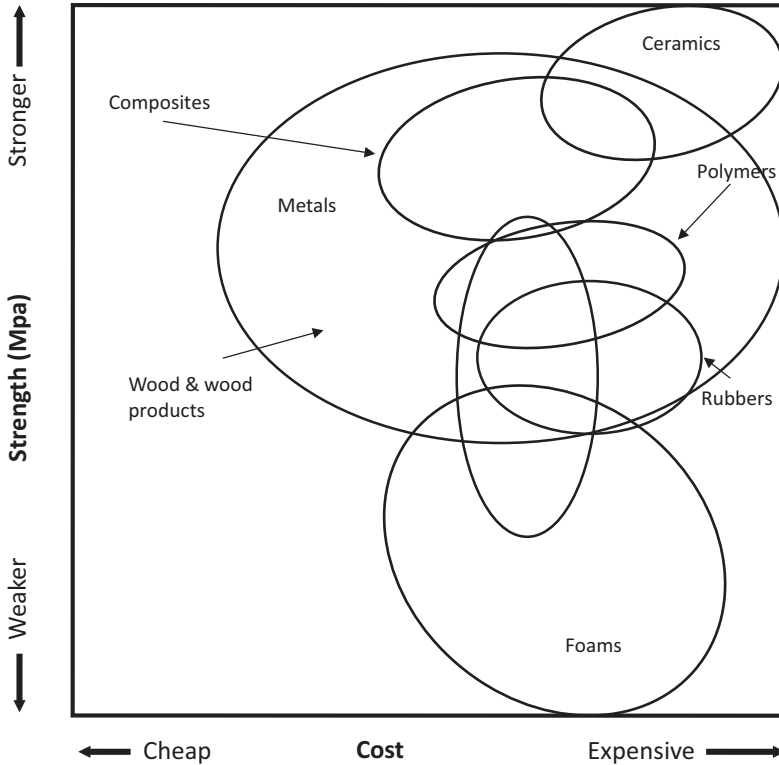 Stronger
Ceramics
Composites
Polymers
Metals
Strength (Mpa)
Wood & wood
products
Rubbers
Weaker
Foams
Cheap
Cost
Expensive